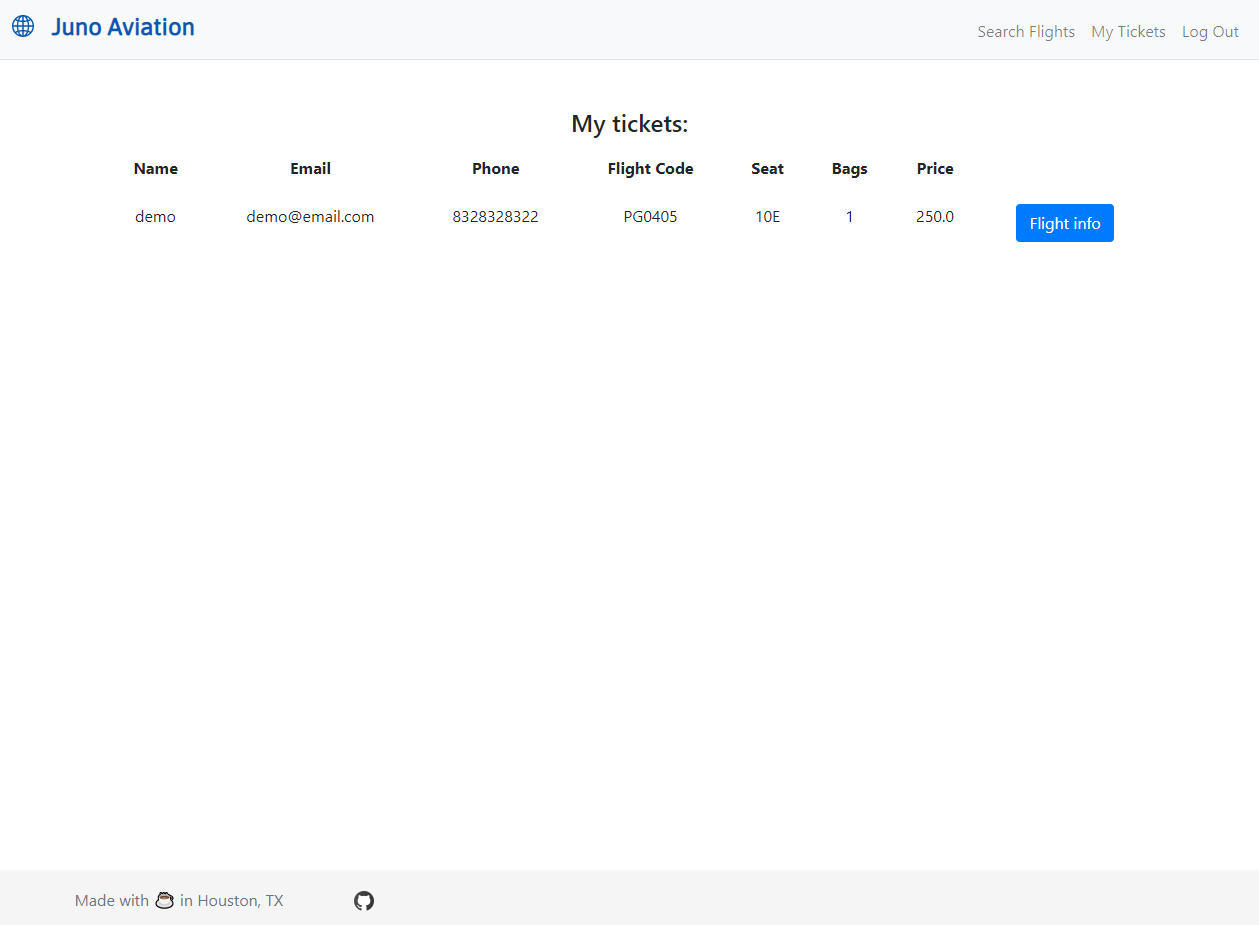 Juno Aviation
Search Flights My Tickets Log Out
My tickets:
Name Email Phone Flight Code Seat Bags Price
demo demo@email.com 8328328322 PG0405 10E 1 250.0 Flight info
Made with ☕ in Houston, TX